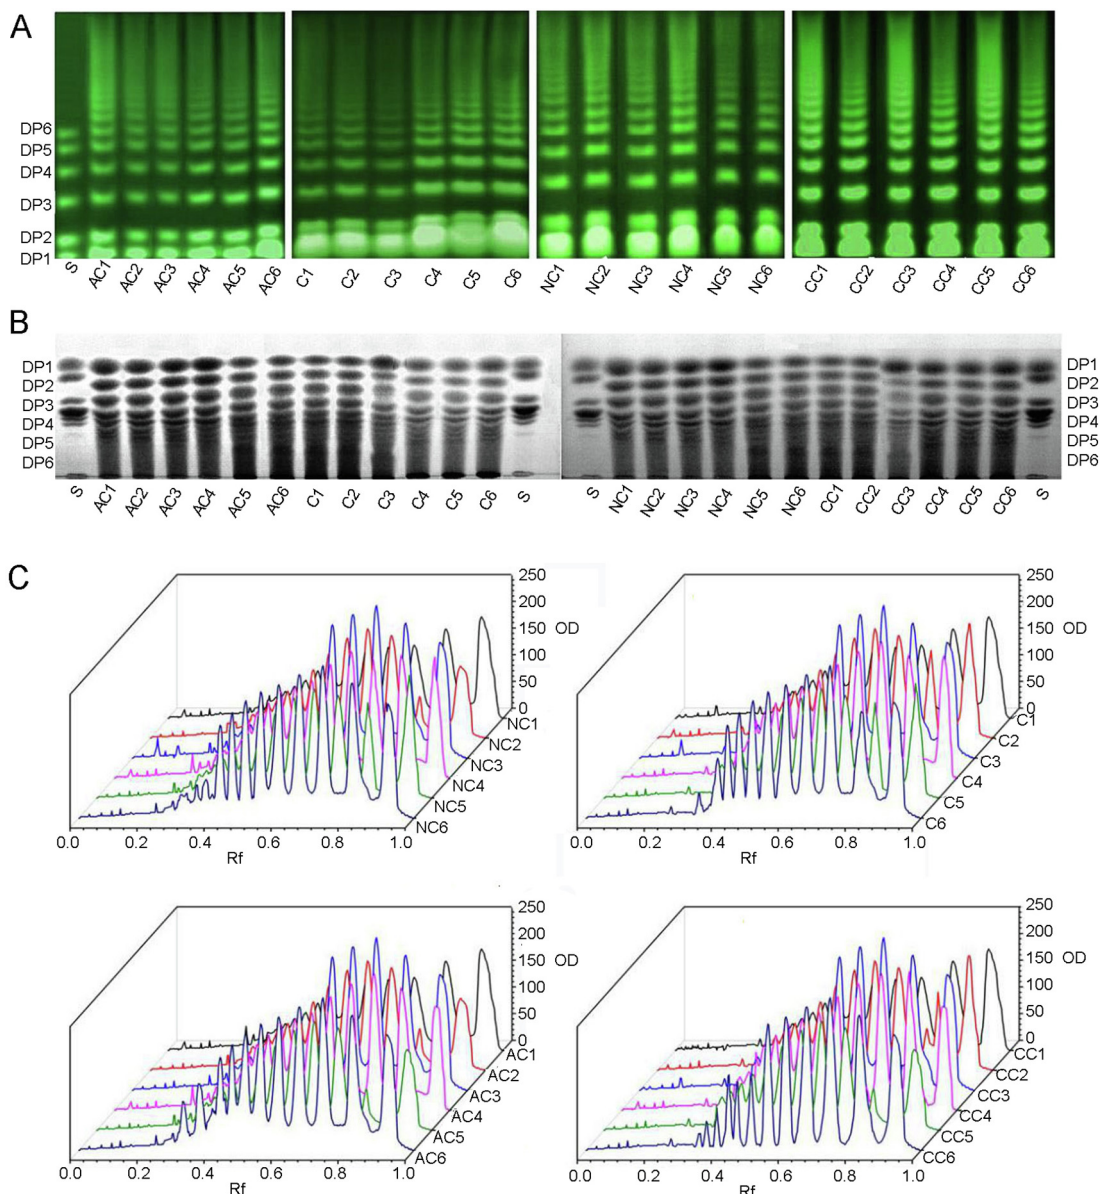 A
DP6
DP5
DP4
DP3
DP2
DP1
S AC1 AC2 AC3 AC4 AC5 AC6 C1 C2 C3 C4 C5 C6 NC1 NC2 NC3 NC4 NC5 NC6 CC1 CC2 CC3 CC4 CC5 CC6
B
DP1 DP1
DP2 DP2
DP3 DP3
DP4 DP4
DP5 DP5
DP6 DP6
S AC1 AC2 AC3 AC4 AC5 AC6 C1 C2 C3 C4 C5 C6 S S NC1 NC2 NC3 NC4 NC5 NC6 CC1 CC2 CC3 CC4 CC5 CC6 S
C
250
200
150 OD
100
50
0
NC1
NC2
NC3
NC4
NC5
NC6
0.0 0.2 0.4 0.6 0.8 1.0
Rf
250
200
150 OD
100
50
0
C1
C2
C3
C4
C5
C6
0.0 0.2 0.4 0.6 0.8 1.0
Rf
250
200
150 OD
100
50
0
AC1
AC2
AC3
AC4
AC5
AC6
0.0 0.2 0.4 0.6 0.8 1.0
Rf
250
200
150 OD
100
50
0
CC1
CC2
CC3
CC4
CC5
CC6
0.0 0.2 0.4 0.6 0.8 1.0
Rf